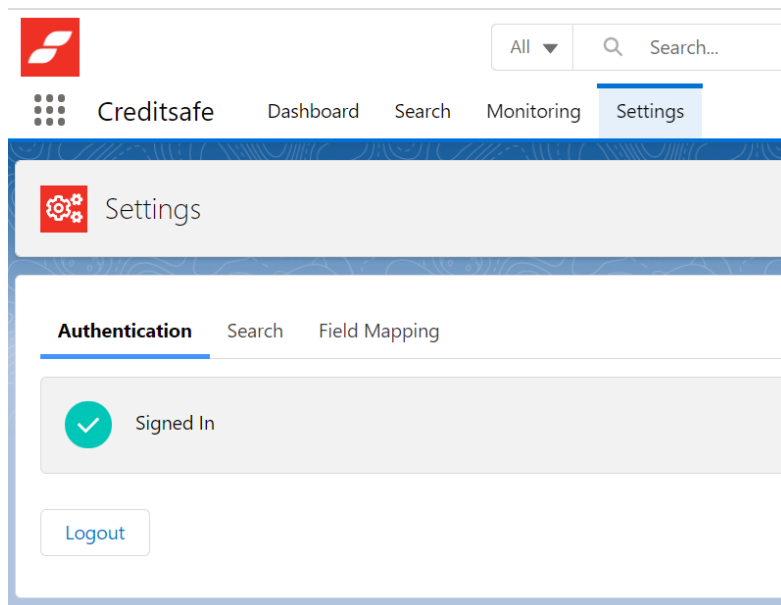 All Search...
Creditsafe Dashboard Search Monitoring Settings
Settings
Authentication Search Field Mapping
Signed In
Logout